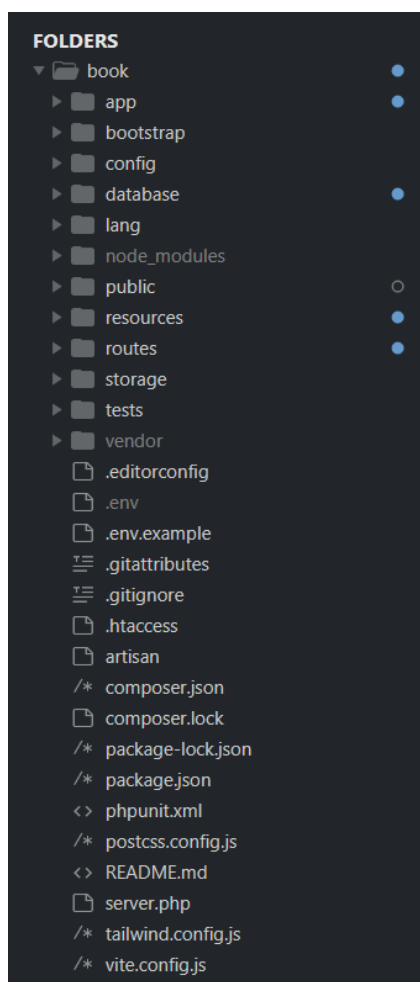 FOLDERS
book
app
bootstrap
config
database
lang
node_modules
public
resources
routes
storage
tests
vendor
.editorconfig
.env
.env.example
.gitattributes
.gitignore
.htaccess
artisan
/* composer.json
composer.lock
/* package-lock.json
/* package.json
<> phpunit.xml
/* postcss.config.js
<> README.md
server.php
/* tailwind.config.js
/* vite.config.js